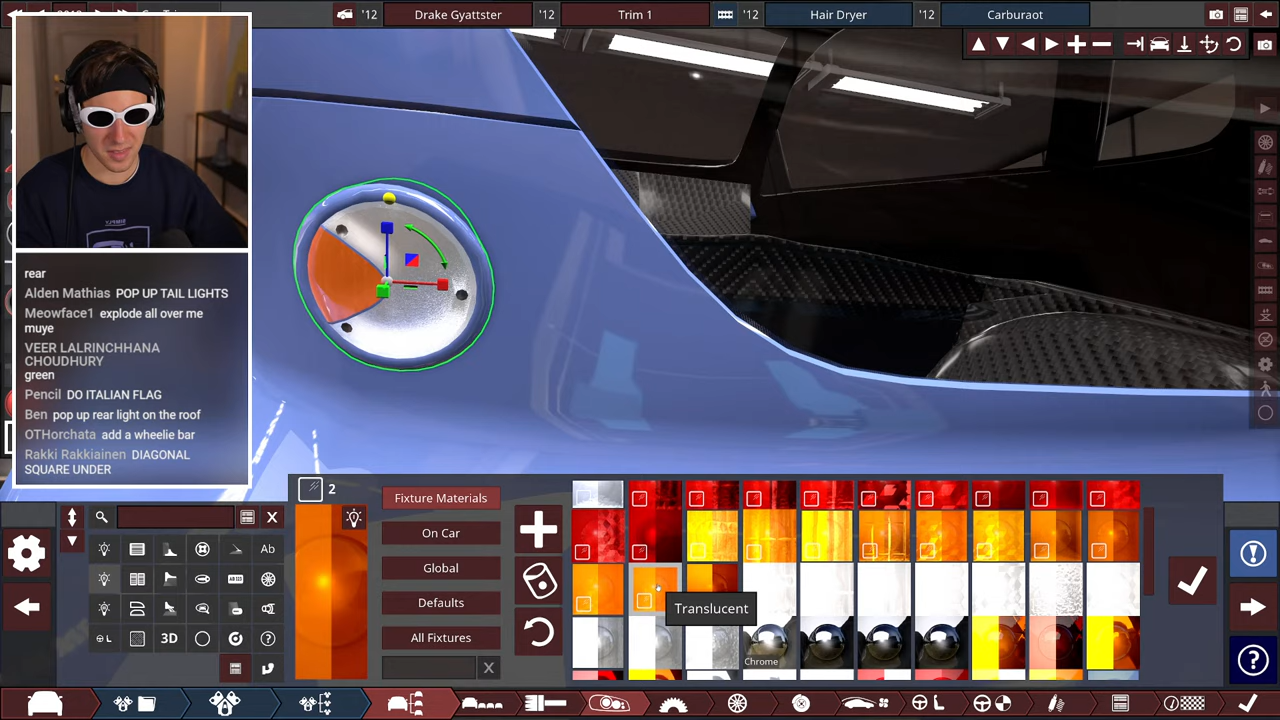 '12
Drake Gyattster
'12
Trim 1
'12
Hair Dryer
'12
Carburaot
rear
Alden Mathias POP UP TAIL LIGHTS
Meowface1 explode all over me
muye
VEER LALRINCHHANA
CHOUDHURY
green
Pencil DO ITALIAN FLAG
Ben pop up rear light on the roof
OTHorchata add a wheelie bar
Rakki Rakkiainen DIAGONAL
SQUARE UNDER
2
Fixture Materials
On Car
Global
Defaults
All Fixtures
X
Ab
L
3D
Translucent
Chrome